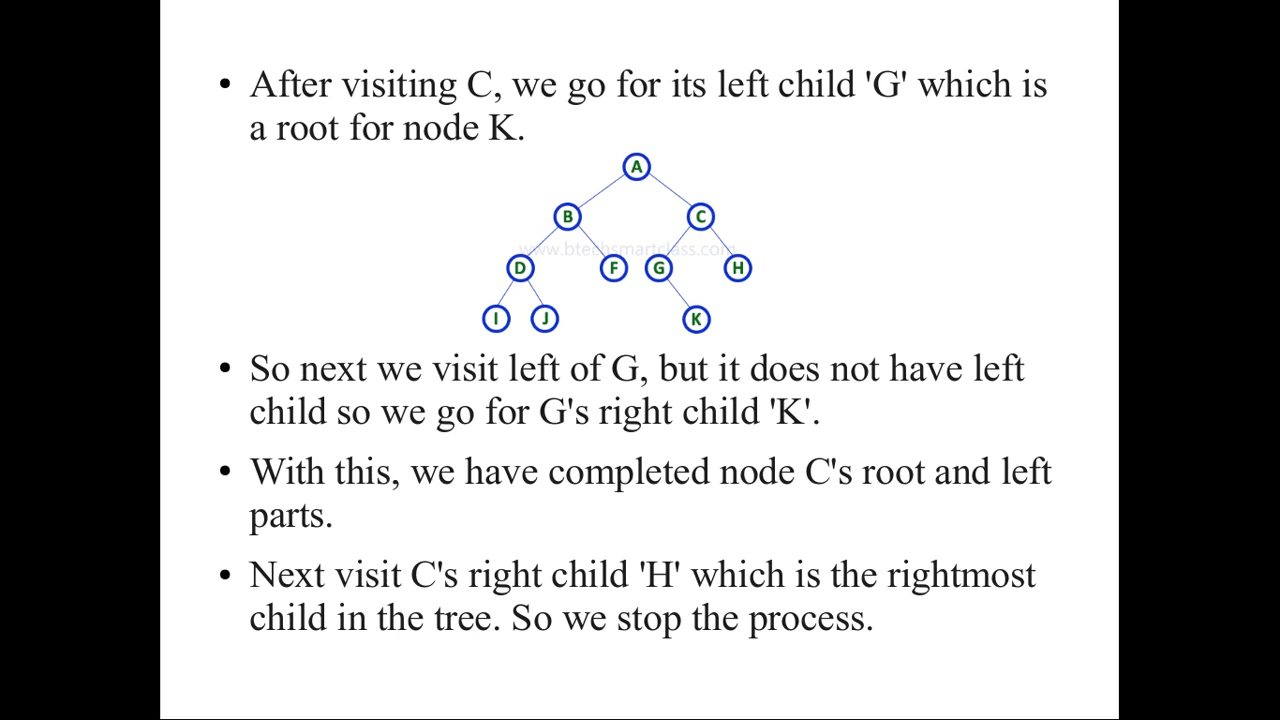 • After visiting C, we go for its left child 'G' which is
a root for node K.
A
B C
www.btechsmartclass.com
D F G H
I J K
• So next we visit left of G, but it does not have left
child so we go for G's right child 'K'.
• With this, we have completed node C's root and left
parts.
• Next visit C's right child 'H' which is the rightmost
child in the tree. So we stop the process.